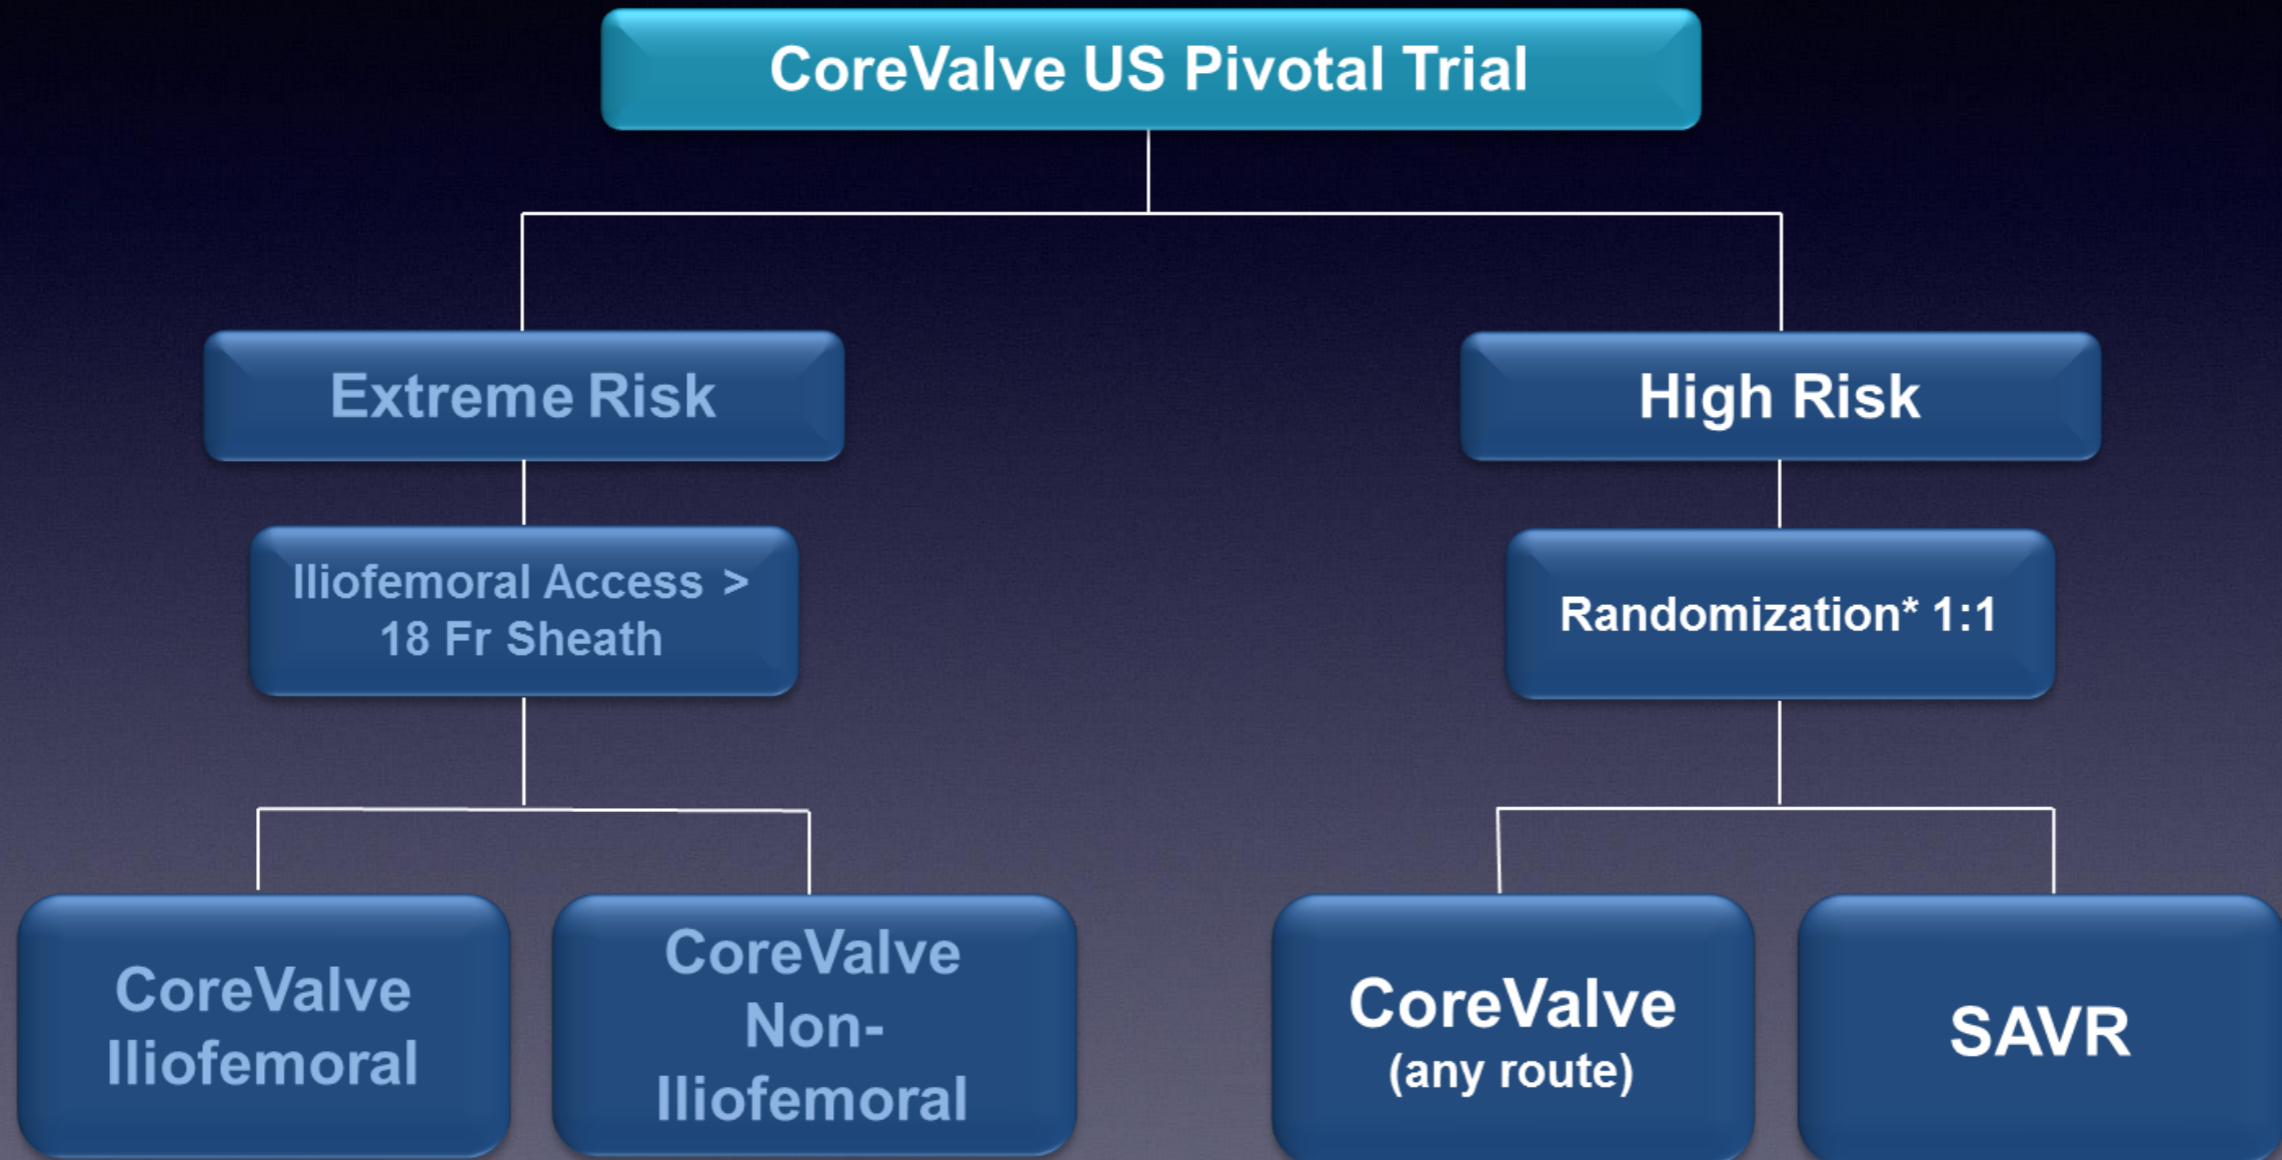 CoreValve US Pivotal Trial
Extreme Risk
High Risk
Iliofemoral Access >
18 Fr Sheath
Randomization* 1:1
CoreValve
Iliofemoral
CoreValve
Non-
Iliofemoral
CoreValve
(any route)
SAVR